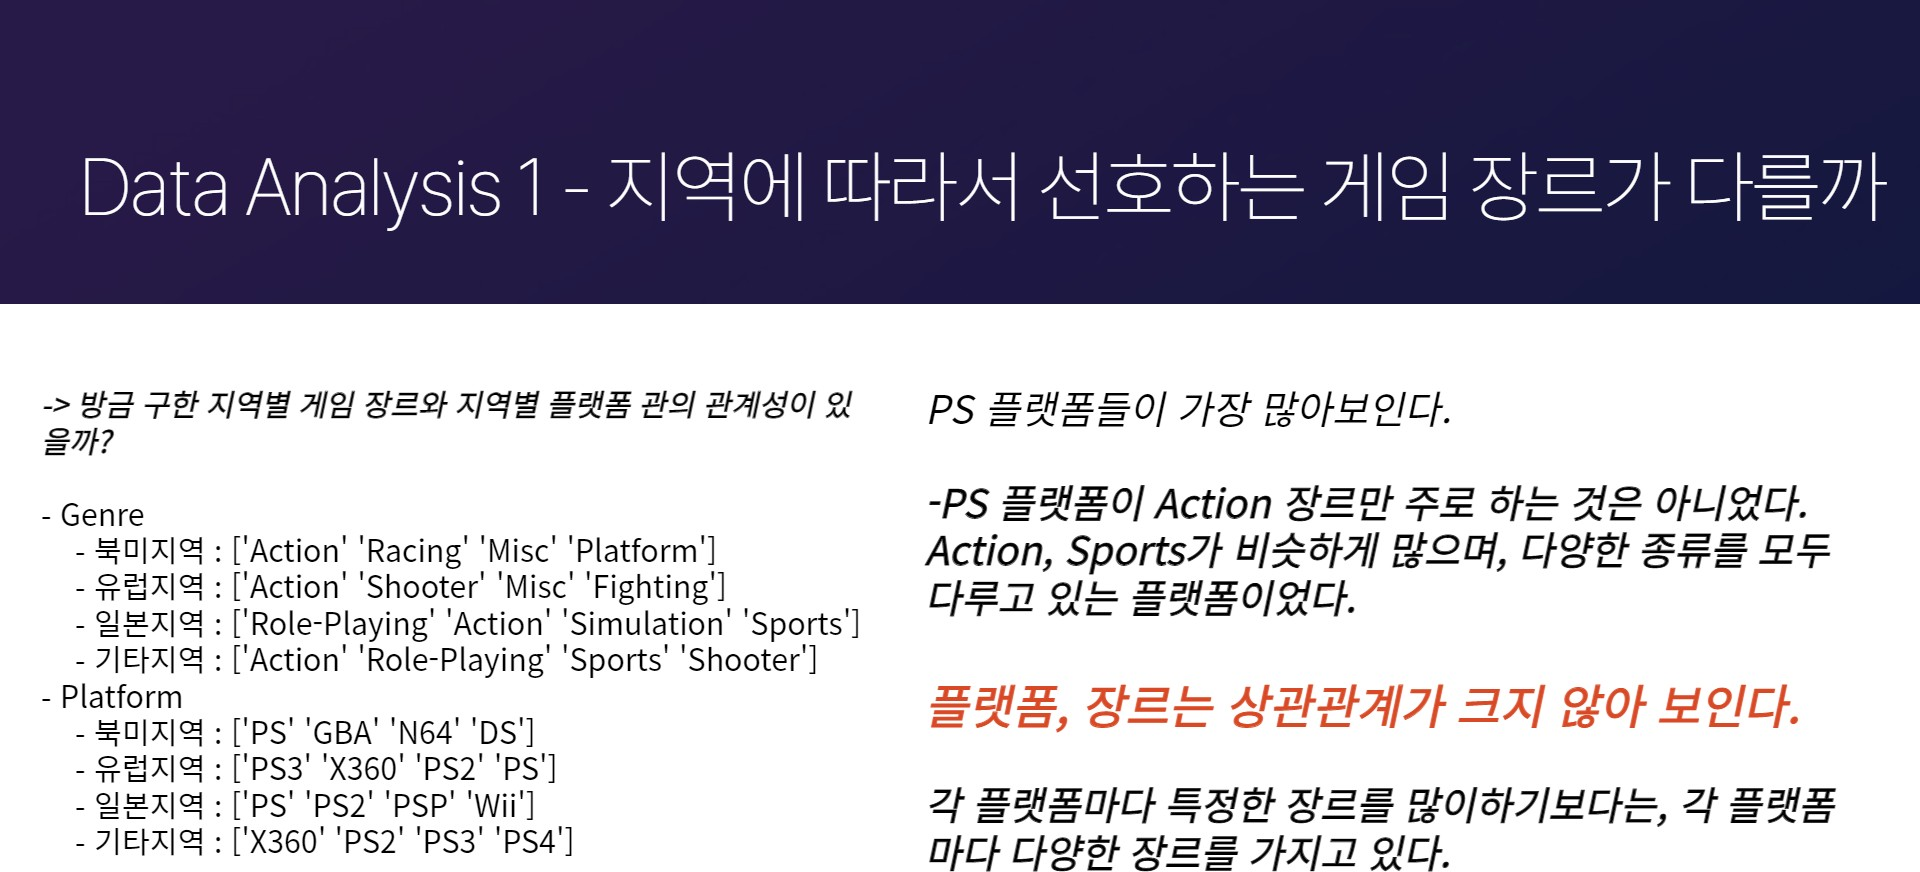 Data Analysis 1 - 지역에 따라서 선호하는 게임 장르가 다를까
-> 방금 구한 지역별 게임 장르와 지역별 플랫폼 관의 관계성이 있
을까?
- Genre
- 북미지역 : ['Action' 'Racing' 'Misc' 'Platform']
- 유럽지역 : ['Action' 'Shooter' 'Misc' 'Fighting']
- 일본지역 : ['Role-Playing' 'Action' 'Simulation' 'Sports']
- 기타지역 : ['Action' 'Role-Playing' 'Sports' 'Shooter']
- Platform
- 북미지역 : ['PS' 'GBA' 'N64' 'DS']
- 유럽지역 : ['PS3' 'X360' 'PS2' 'PS']
- 일본지역 : ['PS' 'PS2' 'PSP' 'Wii']
- 기타지역 : ['X360' 'PS2' 'PS3' 'PS4']
PS 플랫폼들이 가장 많아보인다.
-PS 플랫폼이 Action 장르만 주로 하는 것은 아니었다.
Action, Sports가 비슷하게 많으며, 다양한 종류를 모두
다루고 있는 플랫폼이었다.
플랫폼, 장르는 상관관계가 크지 않아 보인다.
각 플랫폼마다 특정한 장르를 많이하기보다는, 각 플랫폼
마다 다양한 장르를 가지고 있다.